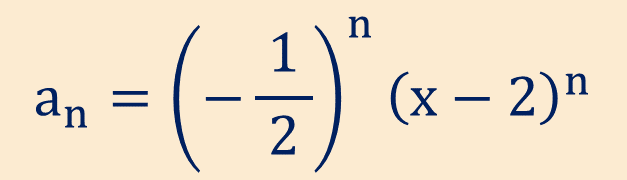 aₙ = (−1/2)ⁿ (x − 2)ⁿ